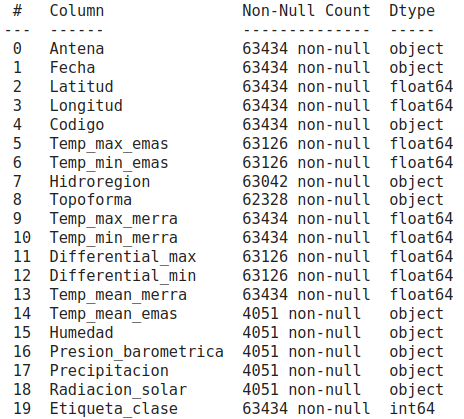 #   Column               Non-Null Count  Dtype
---  ------               --------------  -----
0   Antena               63434 non-null  object
1   Fecha                63434 non-null  object
2   Latitud              63434 non-null  float64
3   Longitud             63434 non-null  float64
4   Codigo               63434 non-null  object
5   Temp_max_emas        63126 non-null  float64
6   Temp_min_emas        63126 non-null  float64
7   Hidroregion          63042 non-null  object
8   Topoforma            62328 non-null  object
9   Temp_max_merra       63434 non-null  float64
10  Temp_min_merra       63434 non-null  float64
11  Differential_max     63126 non-null  float64
12  Differential_min     63126 non-null  float64
13  Temp_mean_merra      63434 non-null  float64
14  Temp_mean_emas       4051 non-null   object
15  Humedad              4051 non-null   object
16  Presion_barometrica  4051 non-null   object
17  Precipitacion        4051 non-null   object
18  Radiacion_solar      4051 non-null   object
19  Etiqueta_clase       63434 non-null  int64